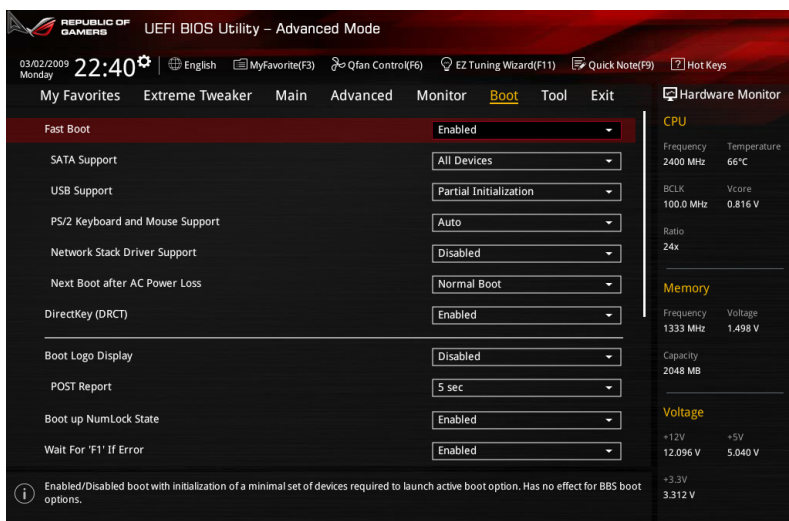 REPUBLIC OF
GAMERS
UEFI BIOS Utility – Advanced Mode
03/02/2009
Monday
22:40
English
MyFavorite(F3)
Qfan Control(F6)
EZ Tuning Wizard(F11)
Quick Note(F9)
? Hot Keys
My Favorites
Extreme Tweaker
Main
Advanced
Monitor
Boot
Tool
Exit
Fast Boot Enabled
SATA Support All Devices
USB Support Partial Initialization
PS/2 Keyboard and Mouse Support Auto
Network Stack Driver Support Disabled
Next Boot after AC Power Loss Normal Boot
DirectKey (DRCT) Enabled
Boot Logo Display Disabled
POST Report 5 sec
Boot up NumLock State Enabled
Wait For 'F1' If Error Enabled
i
Enabled/Disabled boot with initialization of a minimal set of devices required to launch active boot option. Has no effect for BBS boot
options.
Hardware Monitor
CPU
Frequency Temperature
2400 MHz 66°C
BCLK Vcore
100.0 MHz 0.816 V
Ratio
24x
Memory
Frequency Voltage
1333 MHz 1.498 V
Capacity
2048 MB
Voltage
+12V +5V
12.096 V 5.040 V
+3.3V
3.312 V